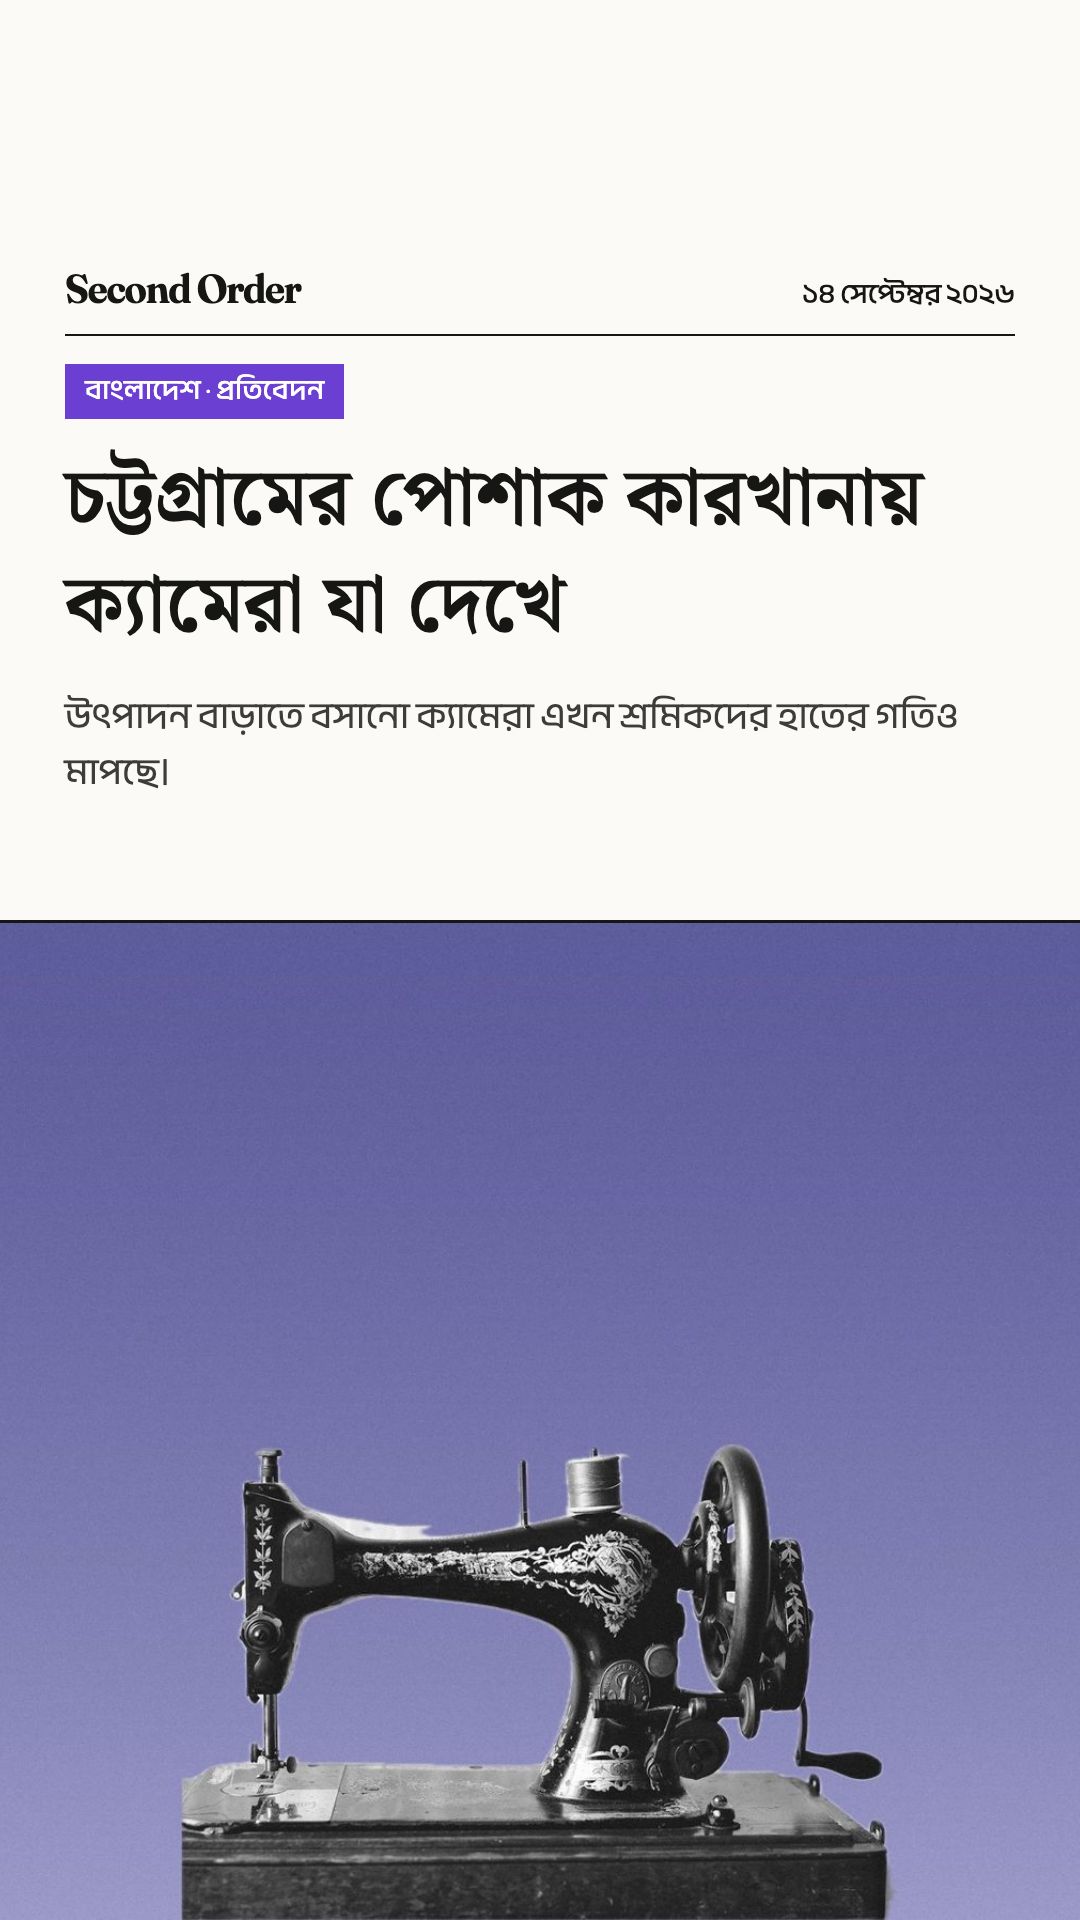 Second Order
১৪ সেপ্টেম্বর ২০২৬
বাংলাদেশ · প্রতিবেদন
চট্টগ্রামের পোশাক কারখানায়
ক্যামেরা যা দেখে
উৎপাদন বাড়াতে বসানো ক্যামেরা এখন শ্রমিকদের হাতের গতিও
মাপছে।